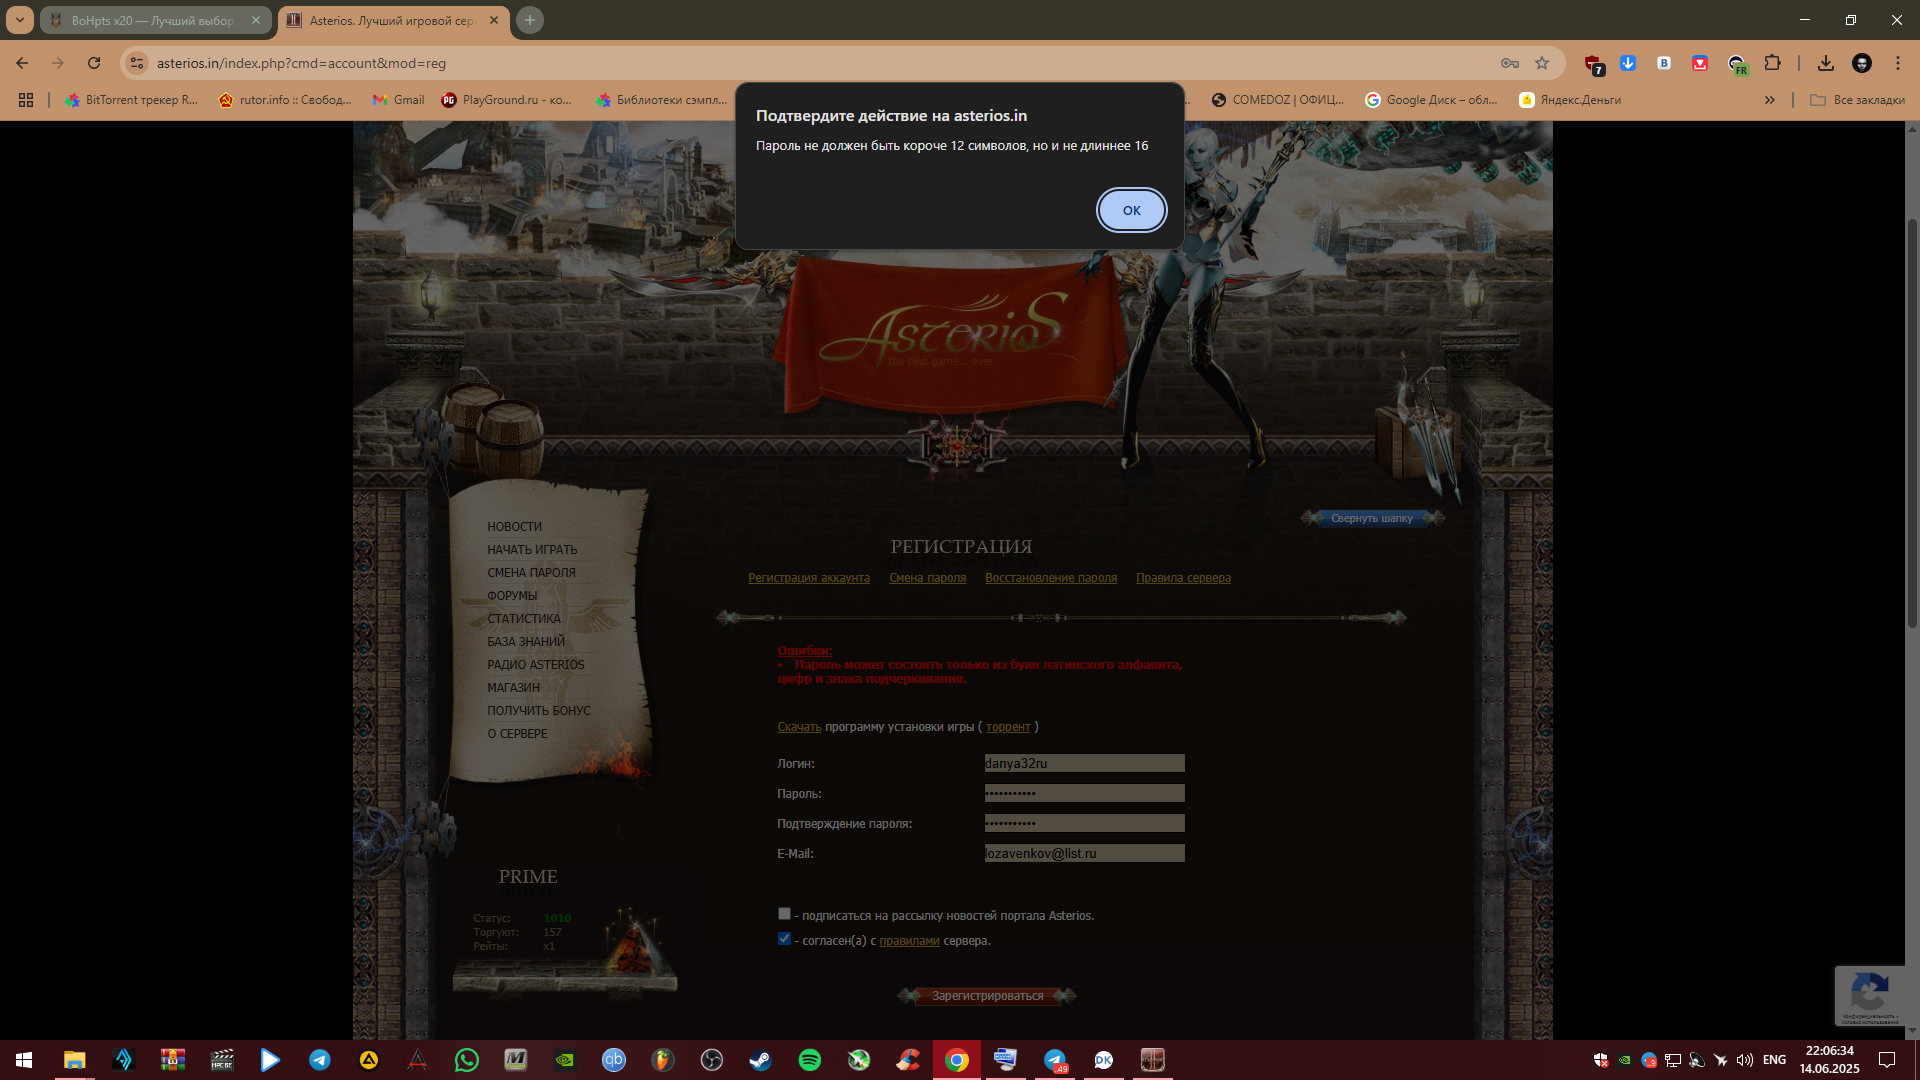 BoHpts x20 — Лучший выбор
Asterios. Лучший игровой сер
asterios.in/index.php?cmd=account&mod=reg
7
FR
BitTorrent трекер R...
rutor.info :: Свобод...
Gmail
PlayGround.ru - ко...
Библиотеки сэмпл...
COMEDOZ | ОФИЦ...
Google Диск – обл...
Яндекс.Деньги
Все закладки
Подтвердите действие на asterios.in
Пароль не должен быть короче 12 символов, но и не длиннее 16
ОК
Asterios
the best game... ever
Свернуть шапку
НОВОСТИ
НАЧАТЬ ИГРАТЬ
СМЕНА ПАРОЛЯ
ФОРУМЫ
СТАТИСТИКА
БАЗА ЗНАНИЙ
РАДИО ASTERIOS
МАГАЗИН
ПОЛУЧИТЬ БОНУС
О СЕРВЕРЕ
РЕГИСТРАЦИЯ
Регистрация аккаунта Смена пароля Восстановление пароля Правила сервера
Ошибки:
• Пароль может состоять только из букв латинского алфавита,
цифр и знака подчеркивания.
Скачать программу установки игры ( торрент )
Логин: danya32ru
Пароль: •••••••••••
Подтверждение пароля: •••••••••••
E-Mail: lozavenkov@list.ru
- подписаться на рассылку новостей портала Asterios.
- согласен(а) с правилами сервера.
Зарегистрироваться
PRIME
Статус: 1010
Торгуют: 157
Рейты: x1
Конфиденциальность -
Условия использования
ENG
22:06:34
14.06.2025